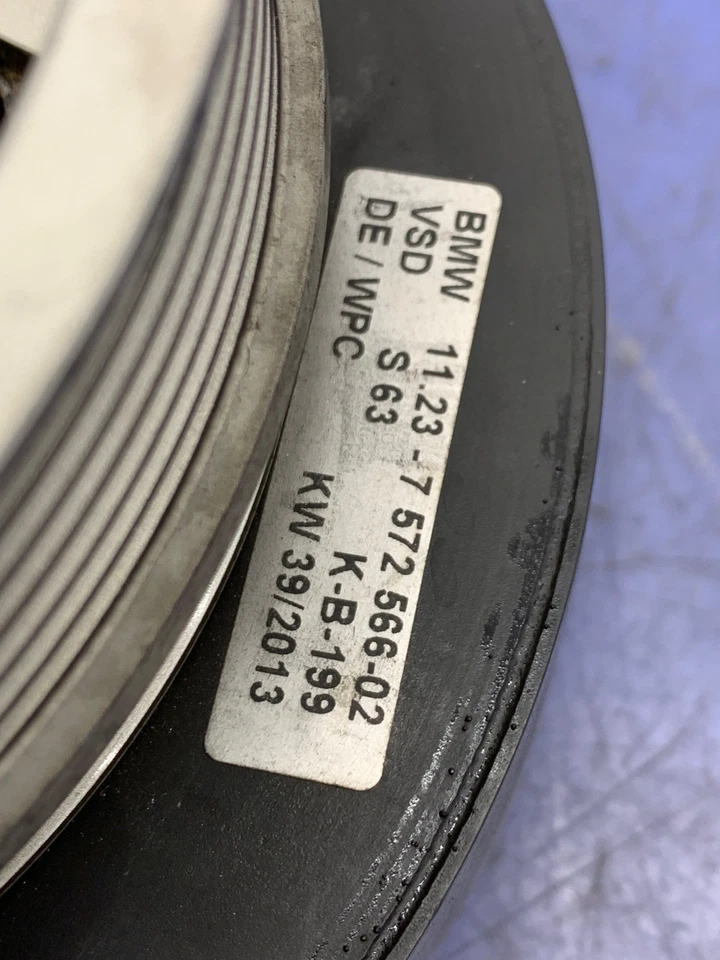 BMW 11.23 - 7 572 566-02
VSD S 63 K-B-199
DE / WPC KW 39/2013